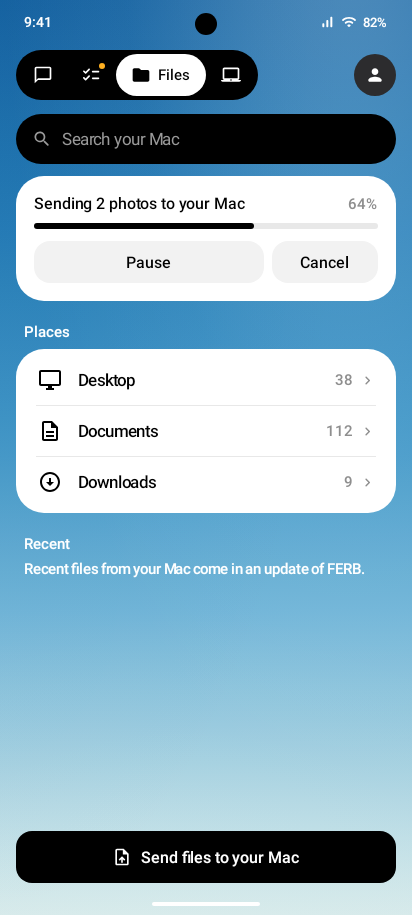 9:41
82%
Files
Search your Mac
Sending 2 photos to your Mac 64%
Pause Cancel
Places
Desktop 38
Documents 112
Downloads 9
Recent
Recent files from your Mac come in an update of FERB.
Send files to your Mac